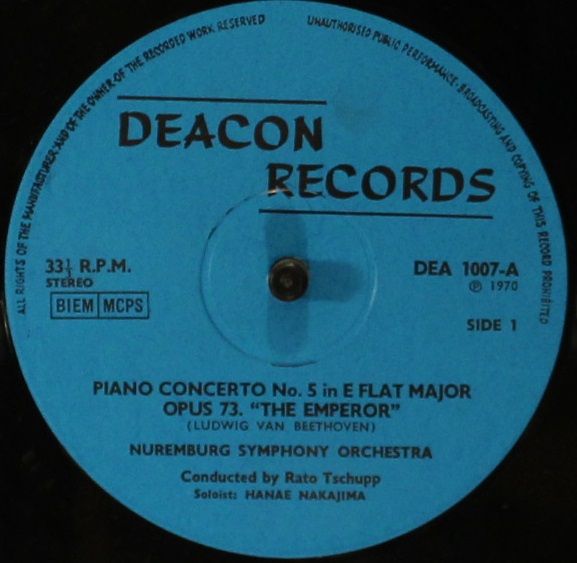 ALL RIGHTS OF THE MANUFACTURER AND OF THE OWNER OF THE RECORDED WORK RESERVED
UNAUTHORISED PUBLIC PERFORMANCE · BROADCASTING AND COPYING OF THIS RECORD PROHIBITED
DEACON
RECORDS
33⅓ R.P.M.
STEREO
BIEM MCPS
DEA 1007-A
Ⓟ 1970
SIDE 1
PIANO CONCERTO No. 5 in E FLAT MAJOR
OPUS 73. "THE EMPEROR"
(LUDWIG VAN BEETHOVEN)
NUREMBURG SYMPHONY ORCHESTRA
Conducted by Rato Tschupp
Soloist: HANAE NAKAJIMA